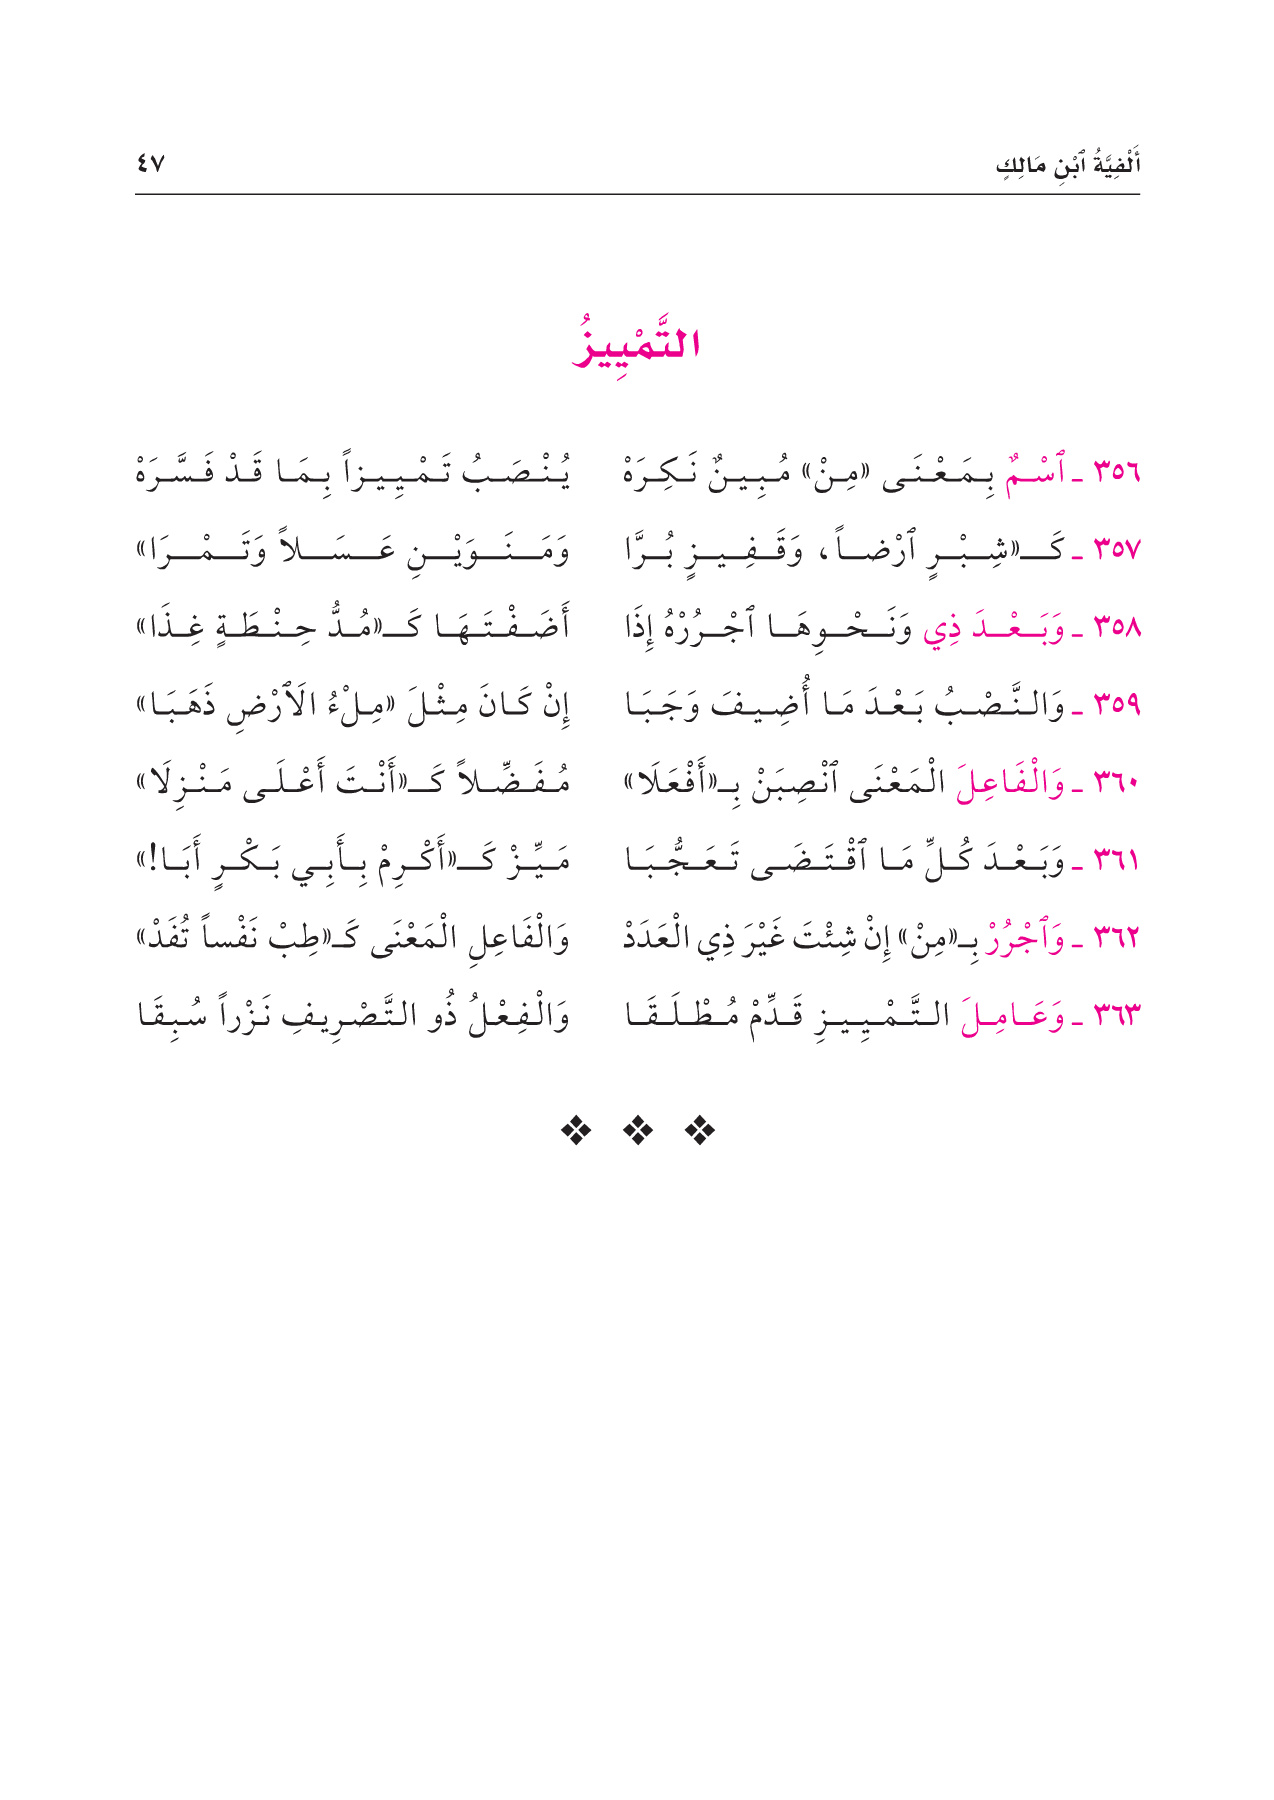 أَلْفِيَّةُ ٱبْنِ مَالِكٍ ٤٧
التَّمْيِيزُ
٣٥٦ ـ ٱسْمٌ بِمَعْنَى «مِنْ» مُبِينٌ نَكِرَهْ يُنْصَبُ تَمْيِيزاً بِمَا قَدْ فَسَّرَهْ
٣٥٧ ـ كَـ«شِبْرٍ ٱرْضاً، وَقَفِيزٍ بُرَّا وَمَنَوَيْنِ عَسَلاً وَتَمْرَا»
٣٥٨ ـ وَبَعْدَ ذِي وَنَحْوِهَا ٱجْرُرْهُ إِذَا أَضَفْتَهَا كَـ«مُدُّ حِنْطَةٍ غِذَا»
٣٥٩ ـ وَالنَّصْبُ بَعْدَ مَا أُضِيفَ وَجَبَا إِنْ كَانَ مِثْلَ «مِلْءُ الَٱرْضِ ذَهَبَا»
٣٦٠ ـ وَالْفَاعِلَ الْمَعْنَى ٱنْصِبَنْ بِـ«أَفْعَلَا» مُفَضِّلاً كَـ«أَنْتَ أَعْلَى مَنْزِلَا»
٣٦١ ـ وَبَعْدَ كُلِّ مَا ٱقْتَضَى تَعَجُّبَا مَيِّزْ كَـ«أَكْرِمْ بِأَبِي بَكْرٍ أَبَا!»
٣٦٢ ـ وَٱجْرُرْ بِـ«مِنْ» إِنْ شِئْتَ غَيْرَ ذِي الْعَدَدْ وَالْفَاعِلِ الْمَعْنَى كَـ«طِبْ نَفْساً تُفَدْ»
٣٦٣ ـ وَعَامِلَ التَّمْيِيزِ قَدِّمْ مُطْلَقَا وَالْفِعْلُ ذُو التَّصْرِيفِ نَزْراً سُبِقَا